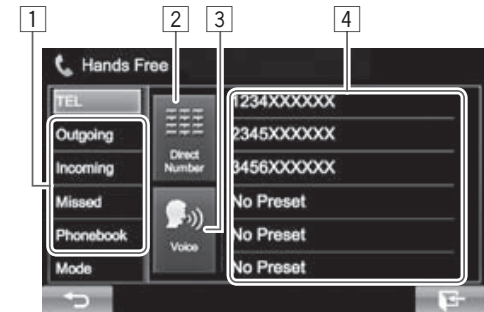 1
2
3
4
Hands Free
TEL
Outgoing
Incoming
Missed
Phonebook
Mode
Direct
Number
Voice
1234XXXXXX
2345XXXXXX
3456XXXXXX
No Preset
No Preset
No Preset